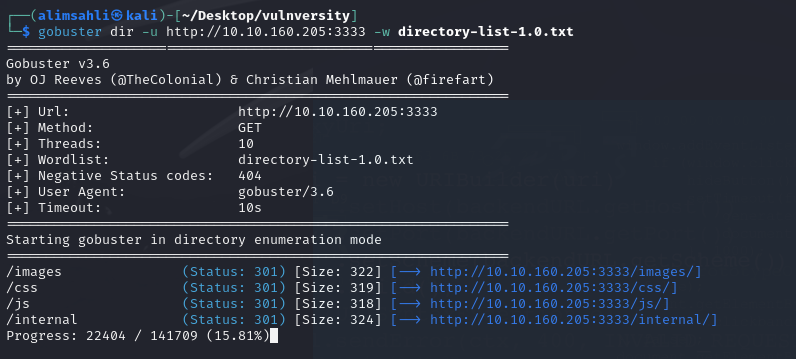 ┌──(alimsahli㉿kali)-[~/Desktop/vulnversity]
└─$ gobuster dir -u http://10.10.160.205:3333 -w directory-list-1.0.txt
===============================================================
Gobuster v3.6
by OJ Reeves (@TheColonial) & Christian Mehlmauer (@firefart)
===============================================================
[+] Url:                     http://10.10.160.205:3333
[+] Method:                  GET
[+] Threads:                 10
[+] Wordlist:                directory-list-1.0.txt
[+] Negative Status codes:   404
[+] User Agent:              gobuster/3.6
[+] Timeout:                 10s
===============================================================
Starting gobuster in directory enumeration mode
===============================================================
/images               (Status: 301) [Size: 322] [--> http://10.10.160.205:3333/images/]
/css                  (Status: 301) [Size: 319] [--> http://10.10.160.205:3333/css/]
/js                   (Status: 301) [Size: 318] [--> http://10.10.160.205:3333/js/]
/internal             (Status: 301) [Size: 324] [--> http://10.10.160.205:3333/internal/]
Progress: 22404 / 141709 (15.81%)